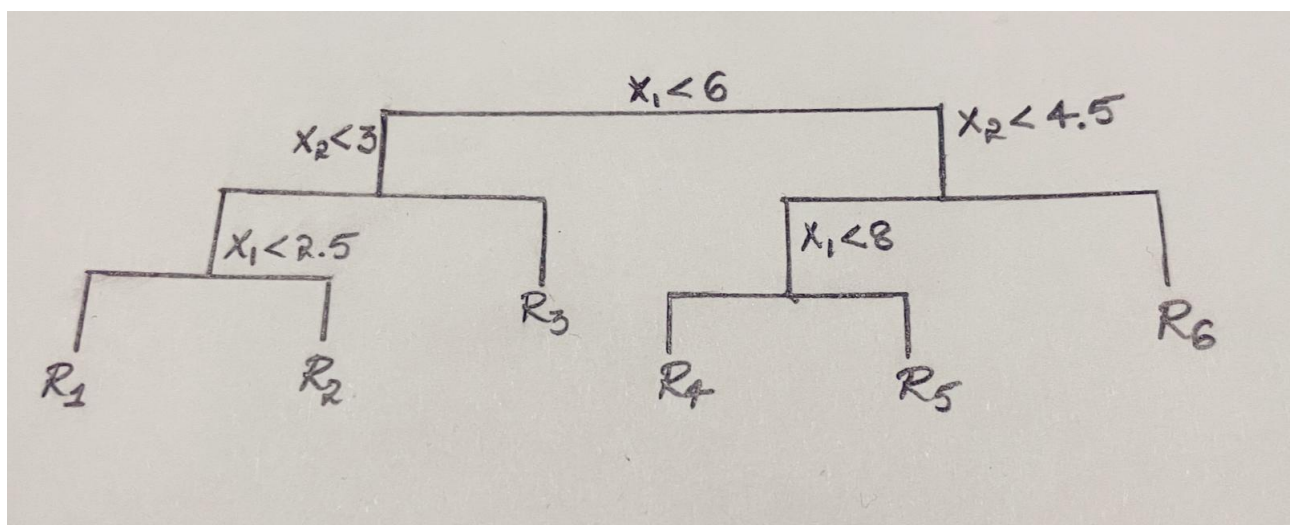 X₁<6
X₂<3
X₂<4.5
X₁<2.5
X₁<8
R₃
R₆
R₁
R₂
R₄
R₅